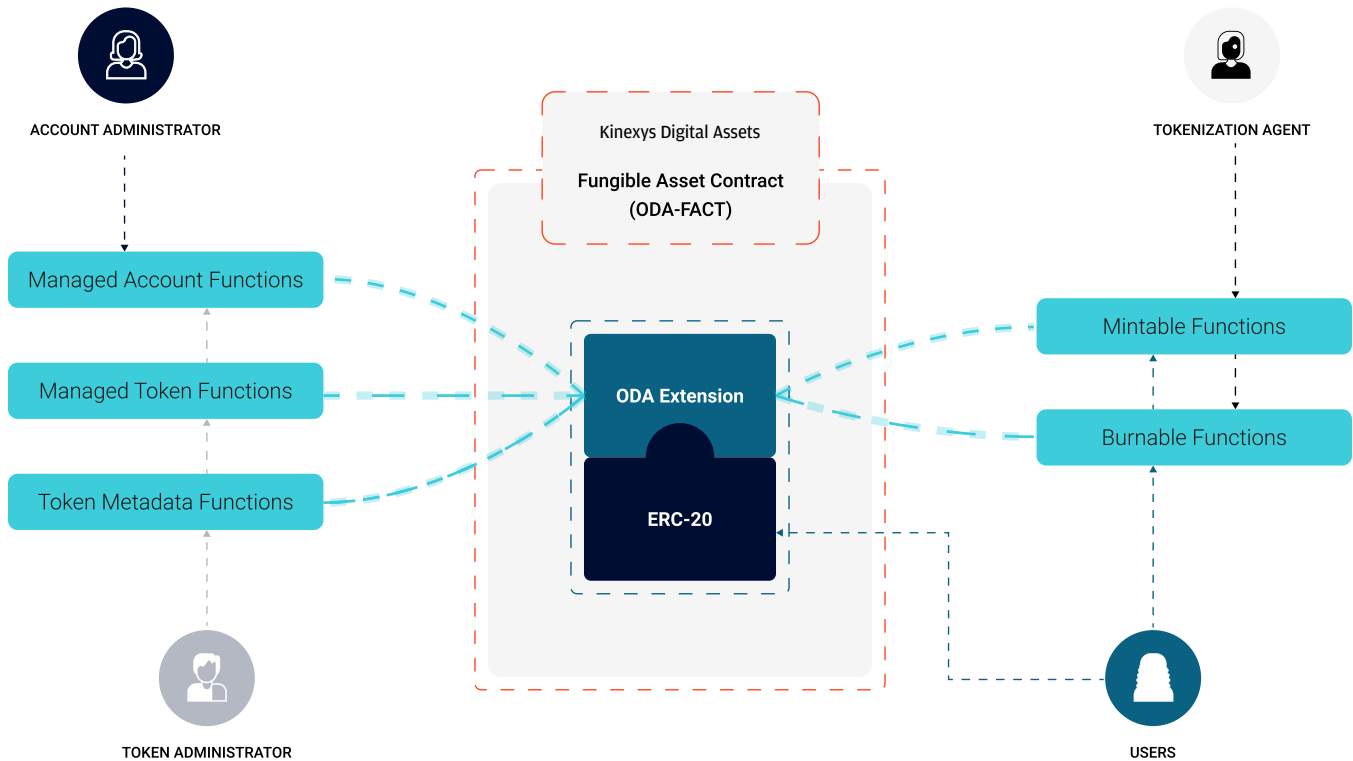 ACCOUNT ADMINISTRATOR
TOKENIZATION AGENT
Kinexys Digital Assets
Fungible Asset Contract
(ODA-FACT)
Managed Account Functions
Mintable Functions
Managed Token Functions
ODA Extension
Burnable Functions
Token Metadata Functions
ERC-20
TOKEN ADMINISTRATOR
USERS